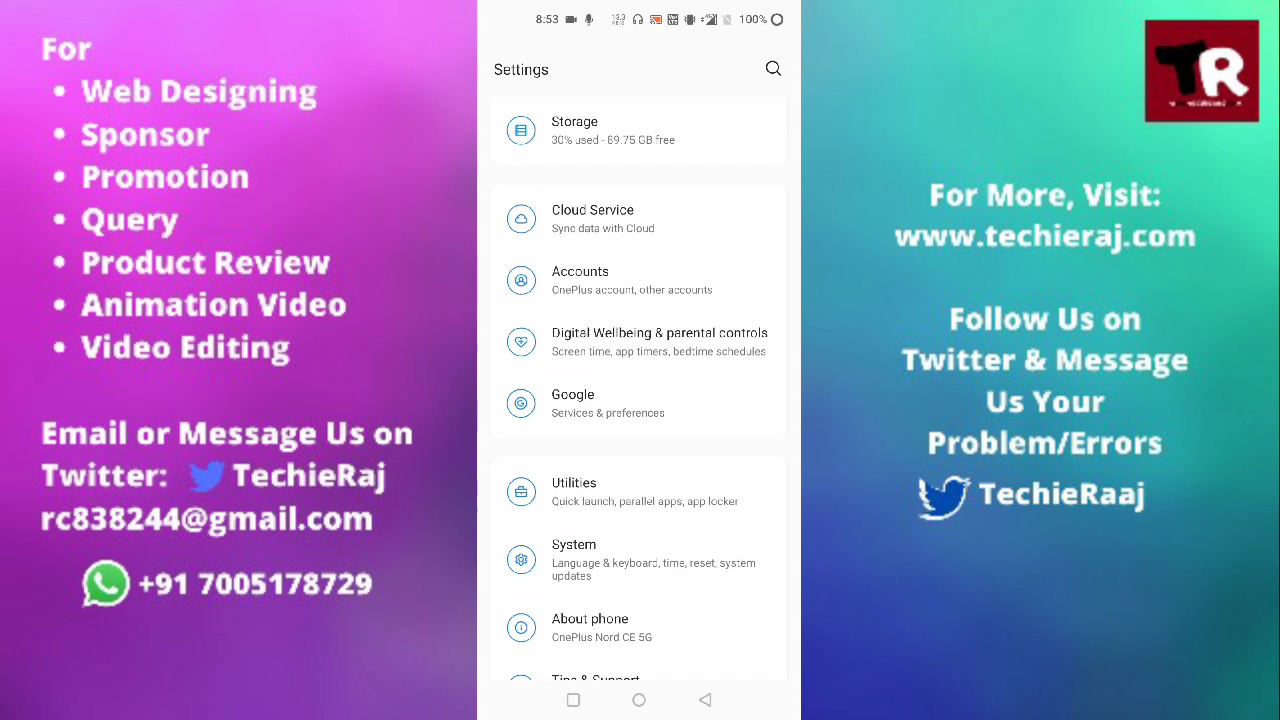 For
• Web Designing
• Sponsor
• Promotion
• Query
• Product Review
• Animation Video
• Video Editing
Email or Message Us on
Twitter: TechieRaj
rc838244@gmail.com
+91 7005178729
8:53
13.3
100%
Settings
Storage
30% used - 89.75 GB free
Cloud Service
Sync data with Cloud
Accounts
OnePlus account, other accounts
Digital Wellbeing & parental controls
Screen time, app timers, bedtime schedules
Google
Services & preferences
Utilities
Quick launch, parallel apps, app locker
System
Language & keyboard, time, reset, system
updates
About phone
OnePlus Nord CE 5G
Tips & Support
TR
For More, Visit:
www.techieraj.com
Follow Us on
Twitter & Message
Us Your
Problem/Errors
TechieRaaj